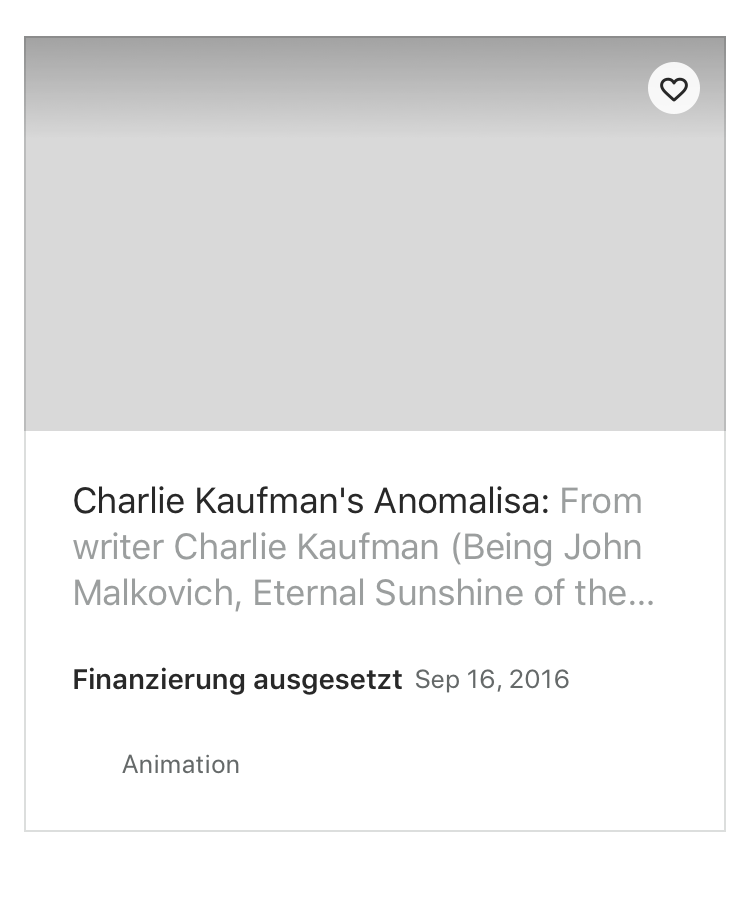 Charlie Kaufman's Anomalisa: From
writer Charlie Kaufman (Being John
Malkovich, Eternal Sunshine of the...
Finanzierung ausgesetzt Sep 16, 2016
Animation